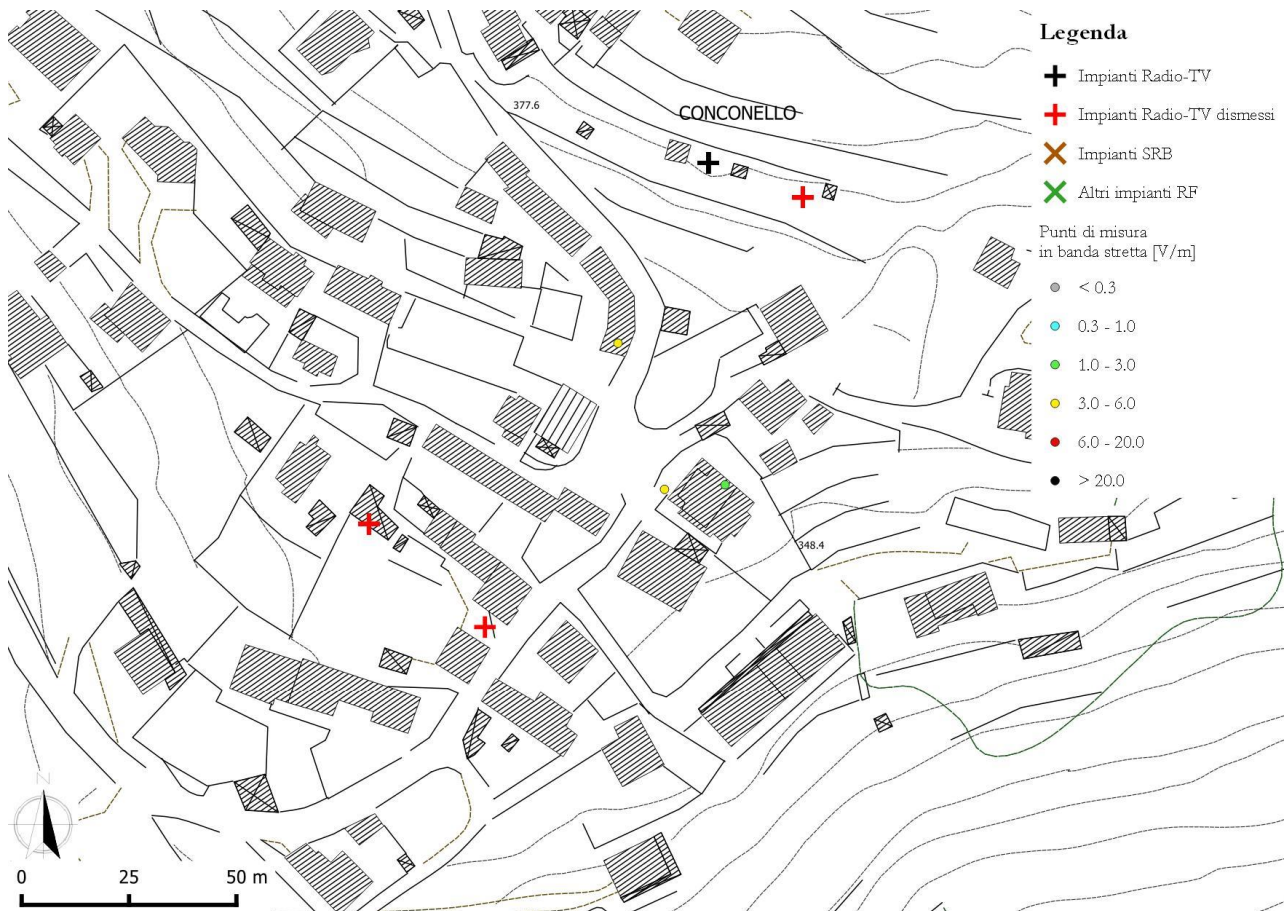 Legenda
Impianti Radio-TV
Impianti Radio-TV dismessi
Impianti SRB
Altri impianti RF
Punti di misura
in banda stretta [V/m]
< 0.3
0.3 - 1.0
1.0 - 3.0
3.0 - 6.0
6.0 - 20.0
> 20.0
377.6
CONCONELLO
348.4
N
0 25 50 m